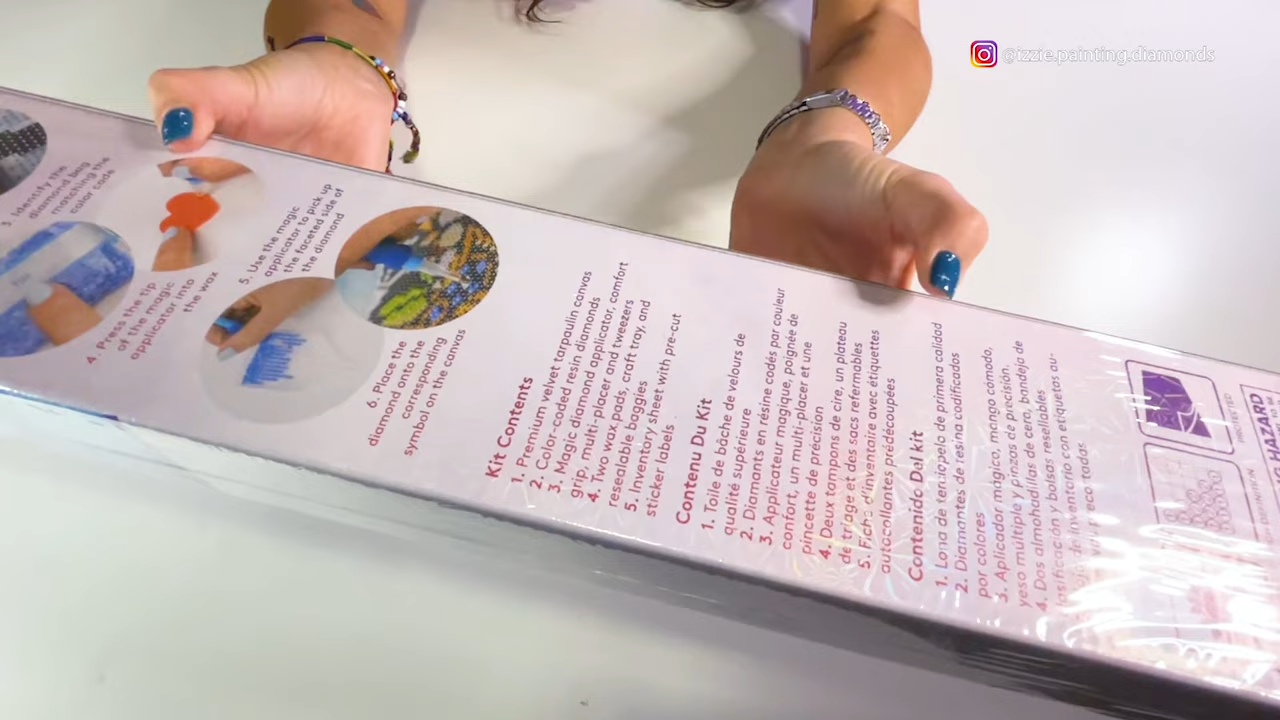 @izzie.painting.diamonds
3. Identify the
diamond bag
matching the
color code
4. Press the tip
of the magic
applicator into
the wax
5. Use the magic
applicator to pick up
the faceted side of
the diamond
6. Place the
diamond onto the
corresponding
symbol on the canvas
Kit Contents
1. Premium velvet tarpaulin canvas
2. Color-coded resin diamonds
3. Magic diamond applicator, comfort
grip, multi-placer and tweezers
4. Two wax pads, craft tray, and
resealable baggies
5. Inventory sheet with pre-cut
sticker labels
Contenu Du Kit
1. Toile de bâche de velours de
qualité supérieure
2. Diamants en résine codés par couleur
3. Applicateur magique, poignée de
confort, un multi-placer et une
pincette de précision
4. Deux tampons de cire, un plateau
de triage et des sacs refermables
5. Fiche d'inventaire avec étiquettes
autocollantes prédécoupées
Contenido Del kit
1. Lona de terciopelo de primera calidad
2. Diamantes de resina codificados
por colores
3. Aplicador mágico, mango cómodo,
yeso múltiple y pinzas de precisión.
4. Dos almohadillas de cera, bandeja de
clasificación y bolsas resellables
de inventario con etiquetas au-
HAZARD